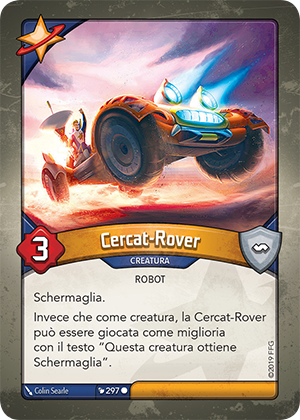 Cercat-Rover
3
CREATURA
ROBOT
Schermaglia.
Invece che come creatura, la Cercat-Rover
può essere giocata come miglioria
con il testo “Questa creatura ottiene
Schermaglia”.
©2019 FFG
Colin Searle
297